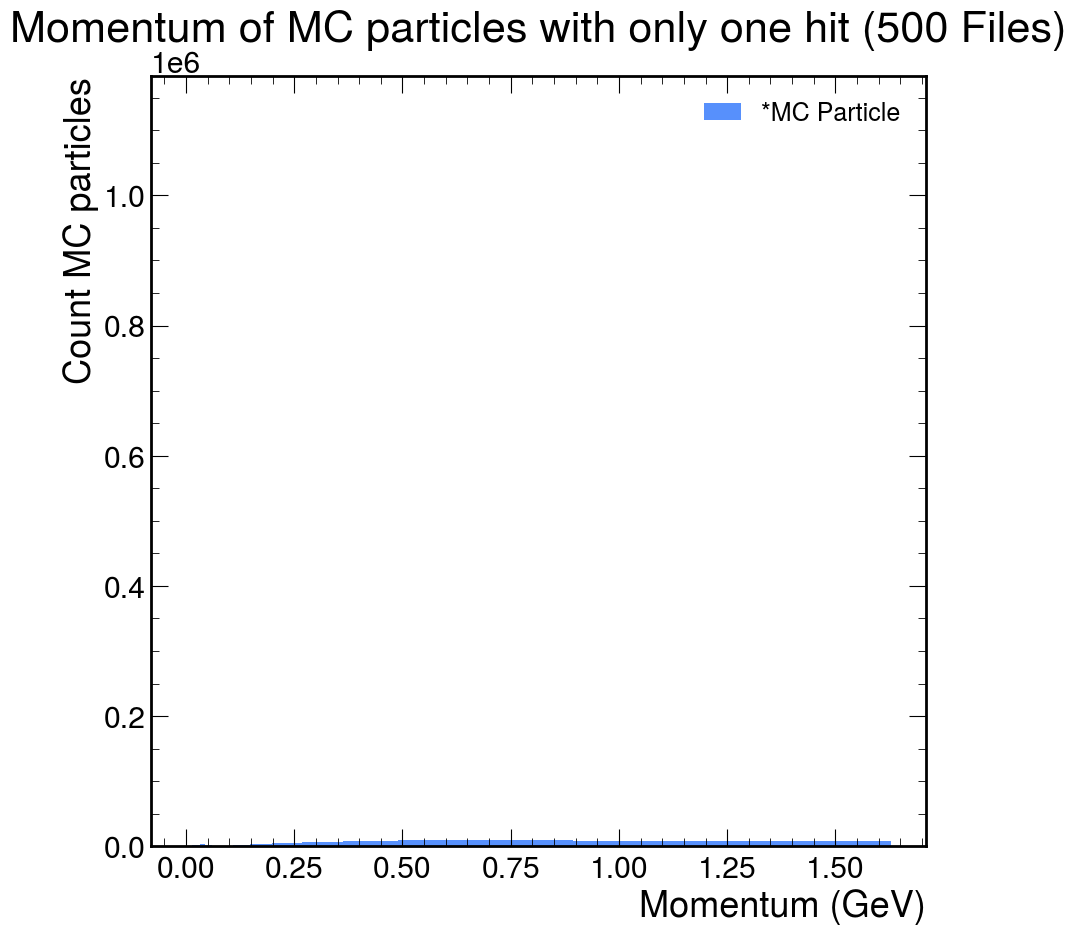 Momentum of MC particles with only one hit (500 Files)
1e6
*MC Particle
Count MC particles
1.0
0.8
0.6
0.4
0.2
0.0
0.00 0.25 0.50 0.75 1.00 1.25 1.50
Momentum (GeV)